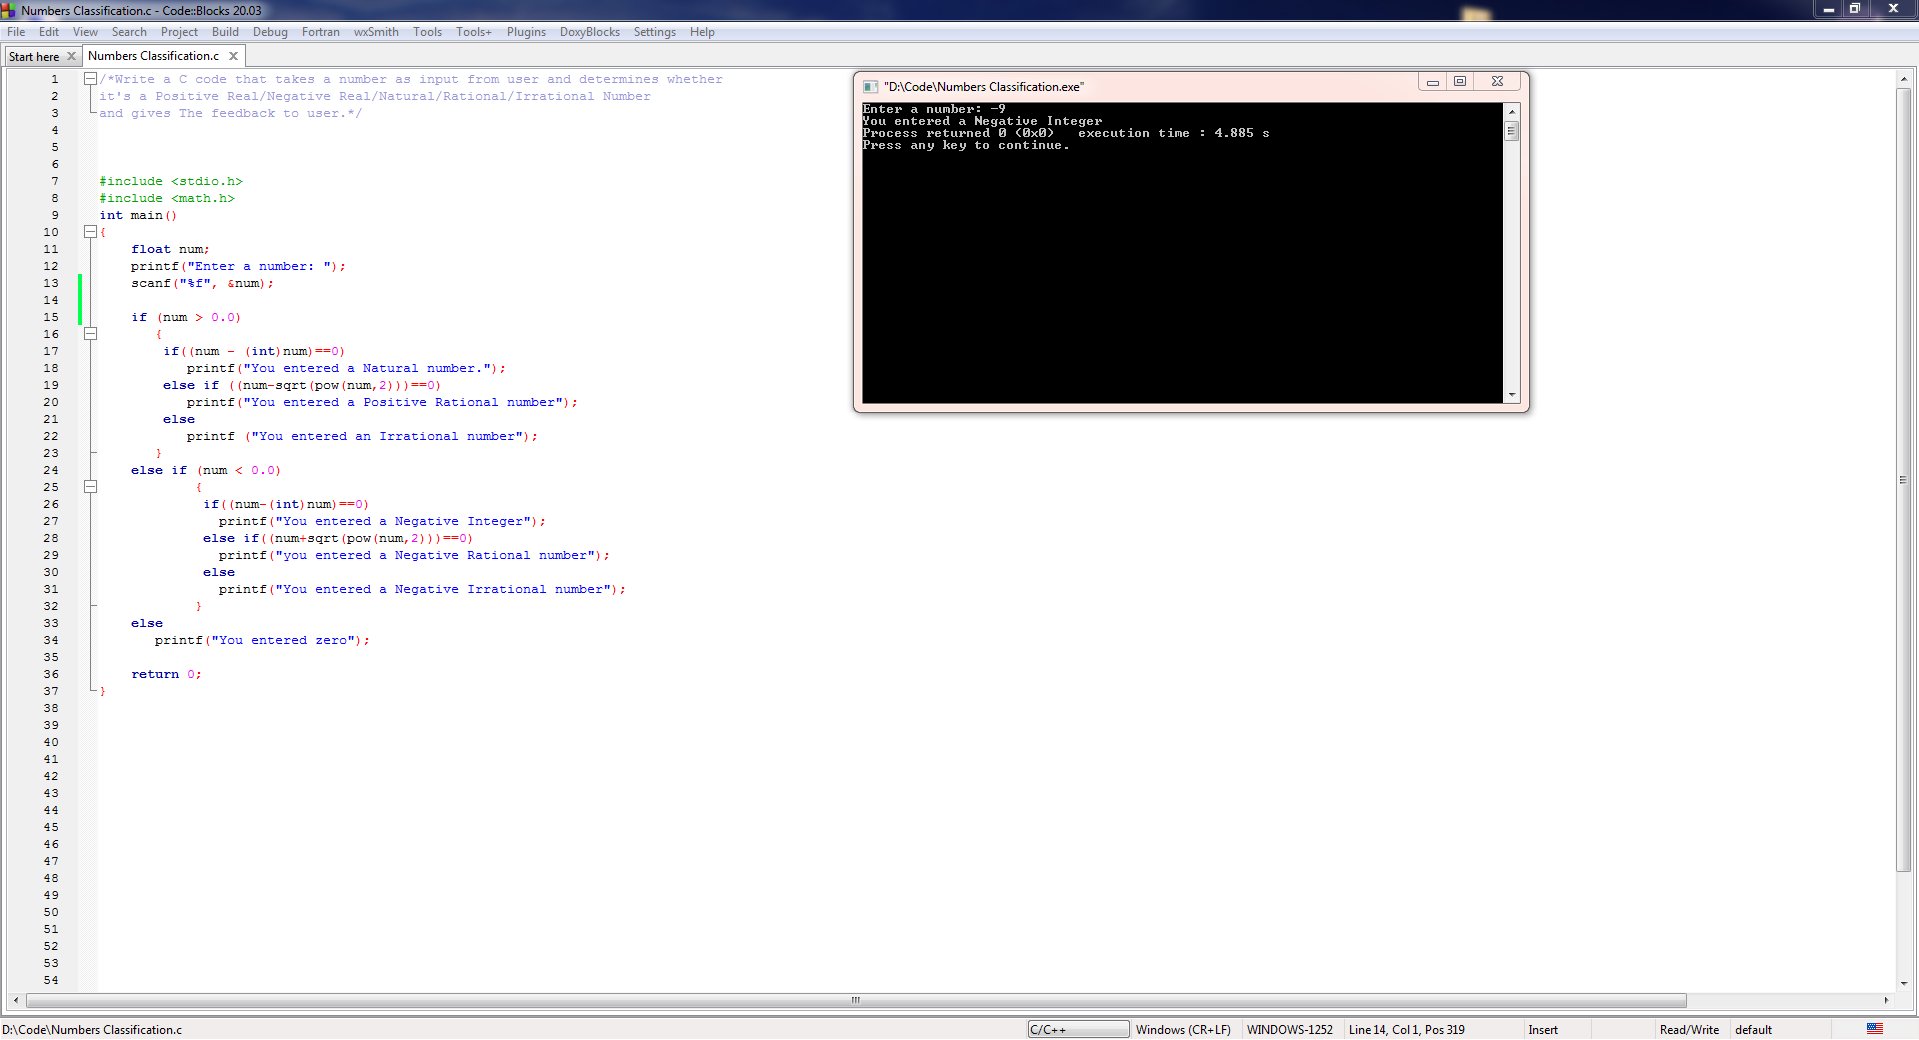 Numbers Classification.c - Code::Blocks 20.03
File Edit View Search Project Build Debug Fortran wxSmith Tools Tools+ Plugins DoxyBlocks Settings Help
Start here Numbers Classification.c
1 /*Write a C code that takes a number as input from user and determines whether
2 it's a Positive Real/Negative Real/Natural/Rational/Irrational Number
3 and gives The feedback to user.*/
4
5
6
7 #include <stdio.h>
8 #include <math.h>
9 int main()
10 {
11 float num;
12 printf("Enter a number: ");
13 scanf("%f", &num);
14
15 if (num > 0.0)
16 {
17 if((num - (int)num)==0)
18 printf("You entered a Natural number.");
19 else if ((num-sqrt(pow(num,2)))==0)
20 printf("You entered a Positive Rational number");
21 else
22 printf ("You entered an Irrational number");
23 }
24 else if (num < 0.0)
25 {
26 if((num-(int)num)==0)
27 printf("You entered a Negative Integer");
28 else if((num+sqrt(pow(num,2)))==0)
29 printf("you entered a Negative Rational number");
30 else
31 printf("You entered a Negative Irrational number");
32 }
33 else
34 printf("You entered zero");
35
36 return 0;
37 }
38
39
40
41
42
43
44
45
46
47
48
49
50
51
52
53
54
"D:\Code\Numbers Classification.exe"
Enter a number: -9
You entered a Negative Integer
Process returned 0 (0x0)   execution time : 4.885 s
Press any key to continue.
D:\Code\Numbers Classification.c C/C++ Windows (CR+LF) WINDOWS-1252 Line 14, Col 1, Pos 319 Insert Read/Write default